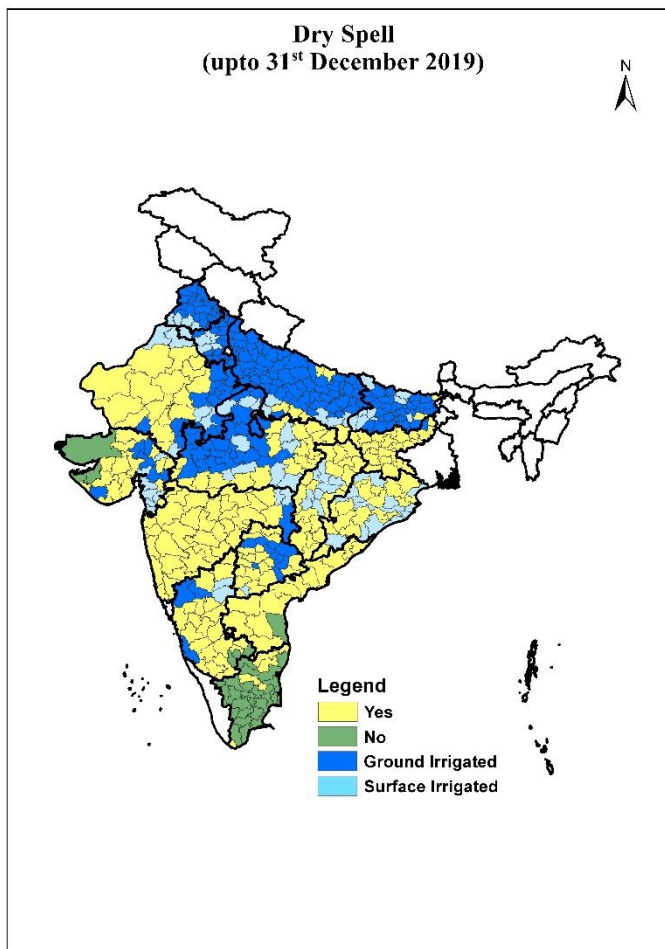 Dry Spell
(upto 31st December 2019)
N
Legend
Yes
No
Ground Irrigated
Surface Irrigated